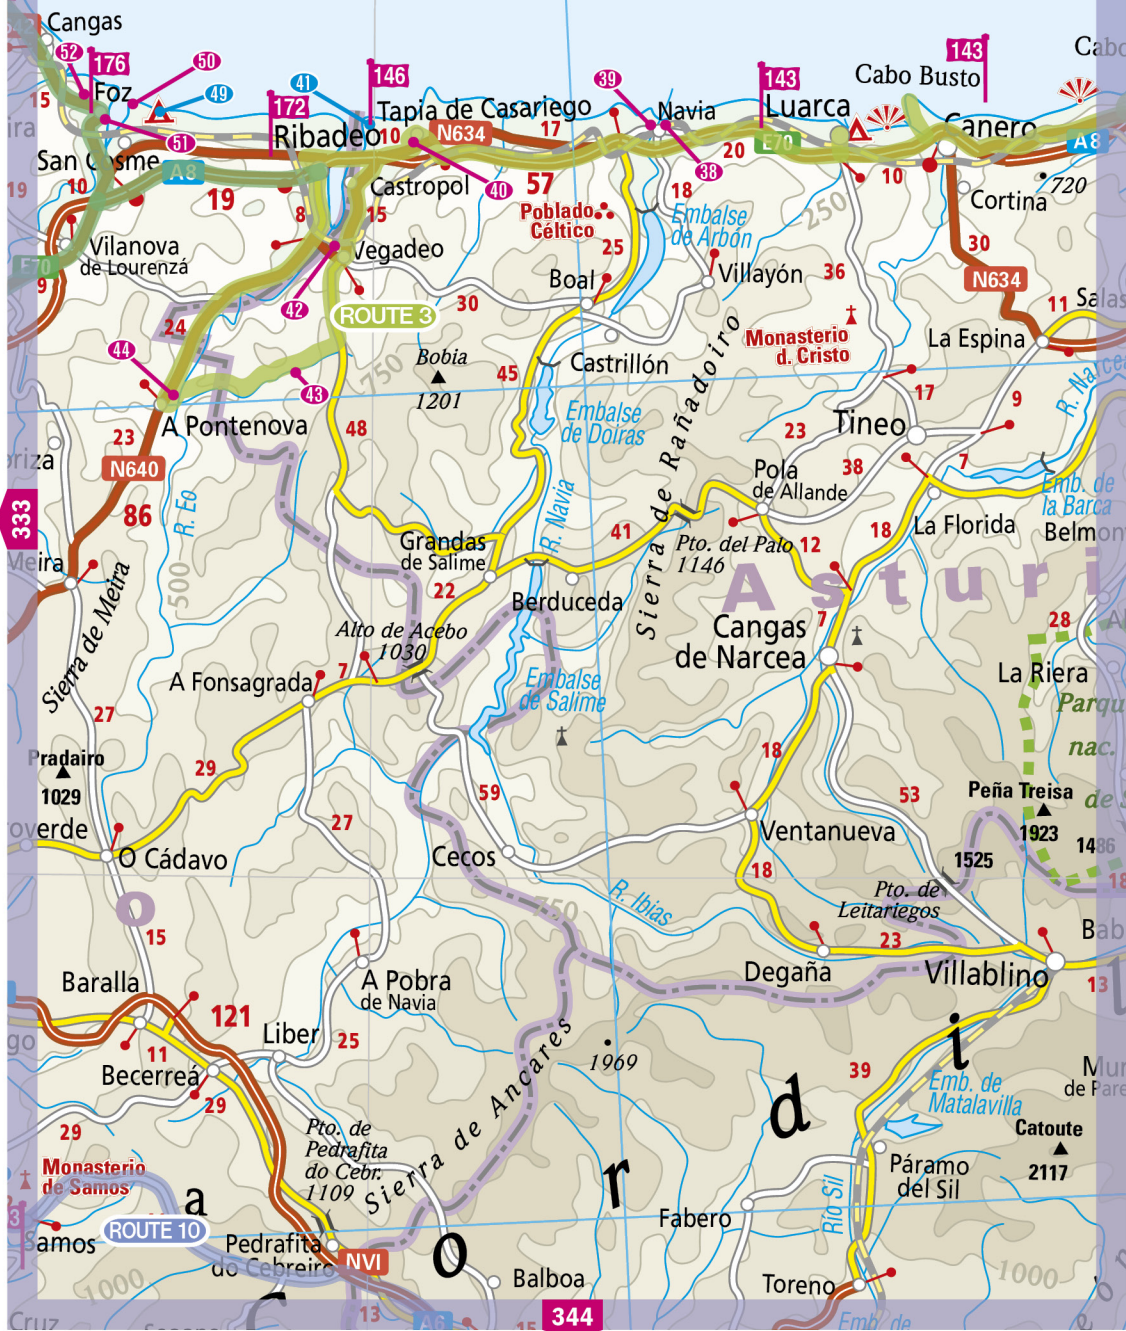 Cangas
52
176
50
41
49
146
39
143
143
Cabo Busto
Foz
15
172
Tapia de Casariego
Navia
Luarca
Canero
51
Ribadeo
10
N634
17
38
20
E70
A8
San Cosme
A8
10
19
19
40
57
10
720
Castropol
18
Cortina
Poblado
Céltico
Embalse
de Arbón
250
8
15
Vilanova
de Lourenzá
Vegadeo
25
30
E70
9
42
30
Boal
Villayón
36
N634
11
ROUTE 3
24
Monasterio
d. Cristo
La Espina
44
43
750
Bobia
1201
45
Castrillón
R. Narcea
17
9
A Pontenova
48
Embalse
de Doiras
Sierra de Rañadoiro
Tineo
23
23
N640
38
7
Pola
de Allande
Emb. de
la Barca
333
86
R. Eo
R. Navia
41
18
La Florida
Grandas
de Salime
Pto. del Palo
1146
12
500
22
Berduceda
Asturi
Sierra de Meira
Alto de Acebo
1030
Cangas
de Narcea
7
28
A Fonsagrada
7
Embalse
de Salime
La Riera
27
nac.
Pradairo
1029
29
18
59
53
Peña Treisa
1923
27
Ventanueva
1486
O Cádavo
Cecos
18
1525
18
R. Ibias
750
Pto. de
Leitariegos
o
15
23
Degaña
Villablino
Baralla
A Pobra
de Navia
13
121
Liber
25
11
Becerreá
1969
39
i
Emb. de
Matalavilla
29
29
Sierra de Ancares
d
Pto. de
Pedrafita
do Cebr.
1109
Catoute
2117
Monasterio
de Samos
a
r
Páramo
del Sil
Río Sil
ROUTE 10
Samos
Fabero
Pedrafita
do Cebreiro
NVI
o
Balboa
Toreno
1000
1000
344
13
A6
15
Cruz
Emb. de